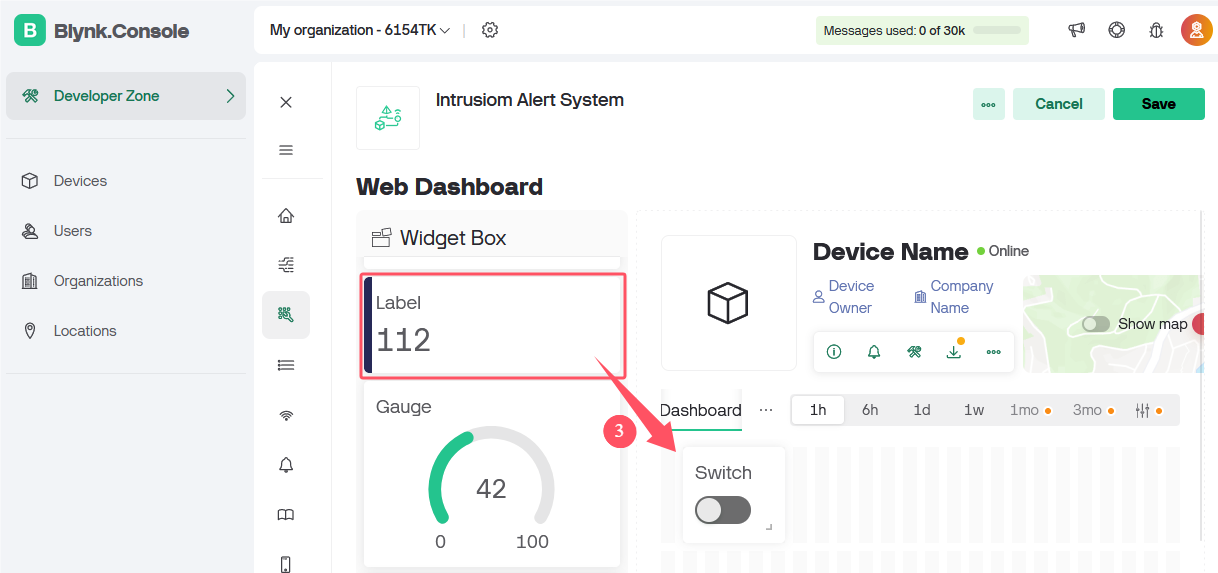 B Blynk.Console
My organization - 6154TK
Messages used: 0 of 30k
Developer Zone
Devices
Users
Organizations
Locations
Intrusiom Alert System
Cancel
Save
Web Dashboard
Widget Box
Label
112
Gauge
42
0 100
3
Device Name
Online
Device
Owner
Company
Name
Show map
Dashboard
1h 6h 1d 1w 1mo 3mo
Switch